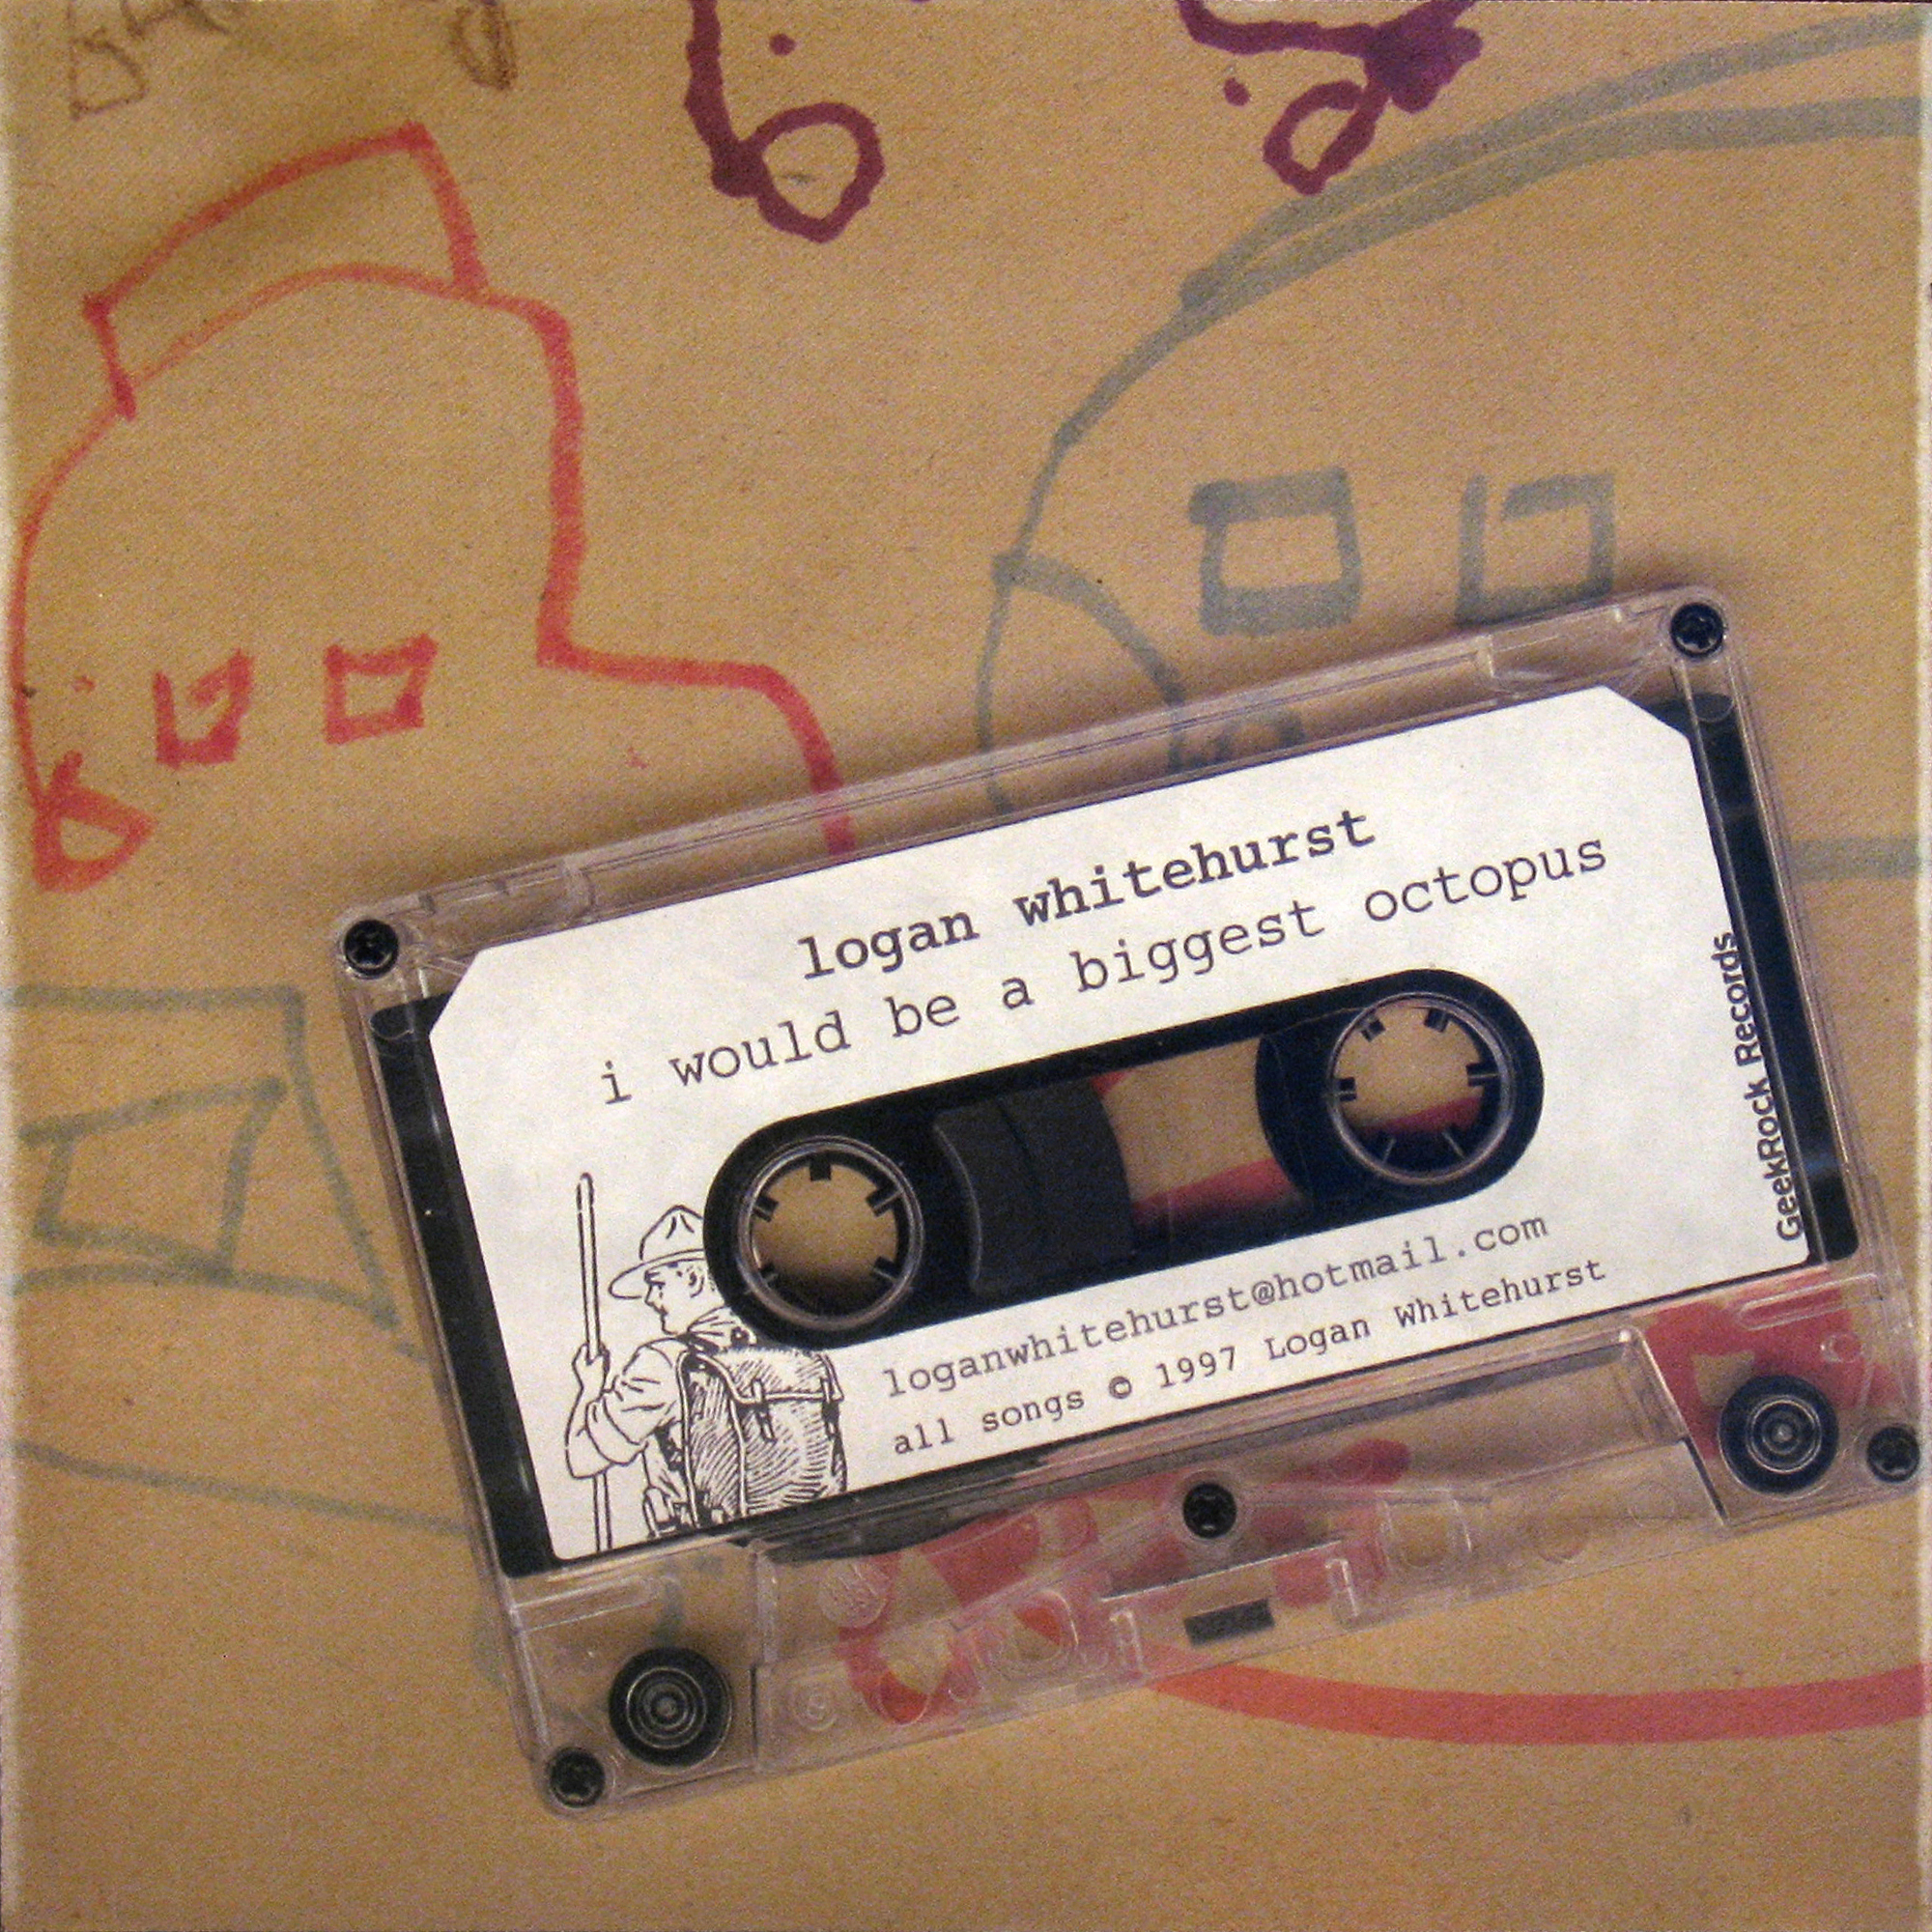 logan whitehurst
i would be a biggest octopus
GeekRock Records
loganwhitehurst@hotmail.com
all songs © 1997 Logan Whitehurst